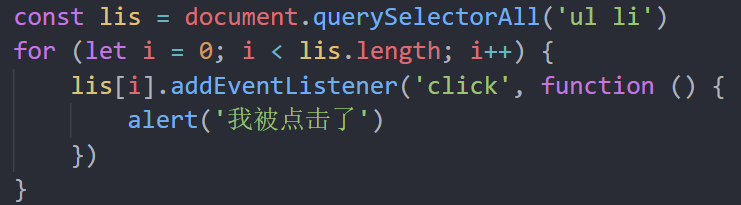 const lis = document.querySelectorAll('ul li')
for (let i = 0; i < lis.length; i++) {
    lis[i].addEventListener('click', function () {
        alert('我被点击了')
    })
}